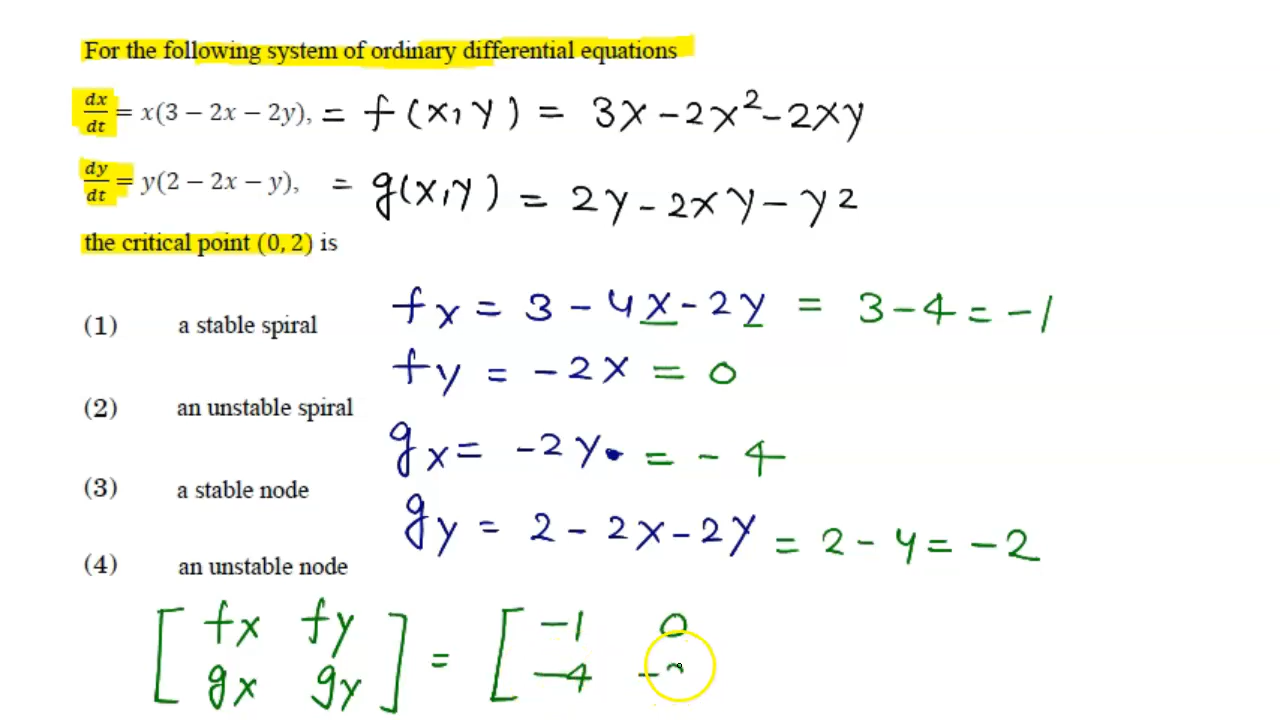 For the following system of ordinary differential equations
dx/dt = x(3 − 2x − 2y), = f(x,y) = 3x − 2x² − 2xy
dy/dt = y(2 − 2x − y), = g(x,y) = 2y − 2xy − y²
the critical point (0, 2) is
fx = 3 − 4x − 2y = 3 − 4 = −1
(1) a stable spiral
fy = −2x = 0
(2) an unstable spiral
gx = −2y. = −4
(3) a stable node
gy = 2 − 2x − 2y = 2 − 4 = −2
(4) an unstable node
[ fx fy ] = [ −1 0
gx gy −4 −